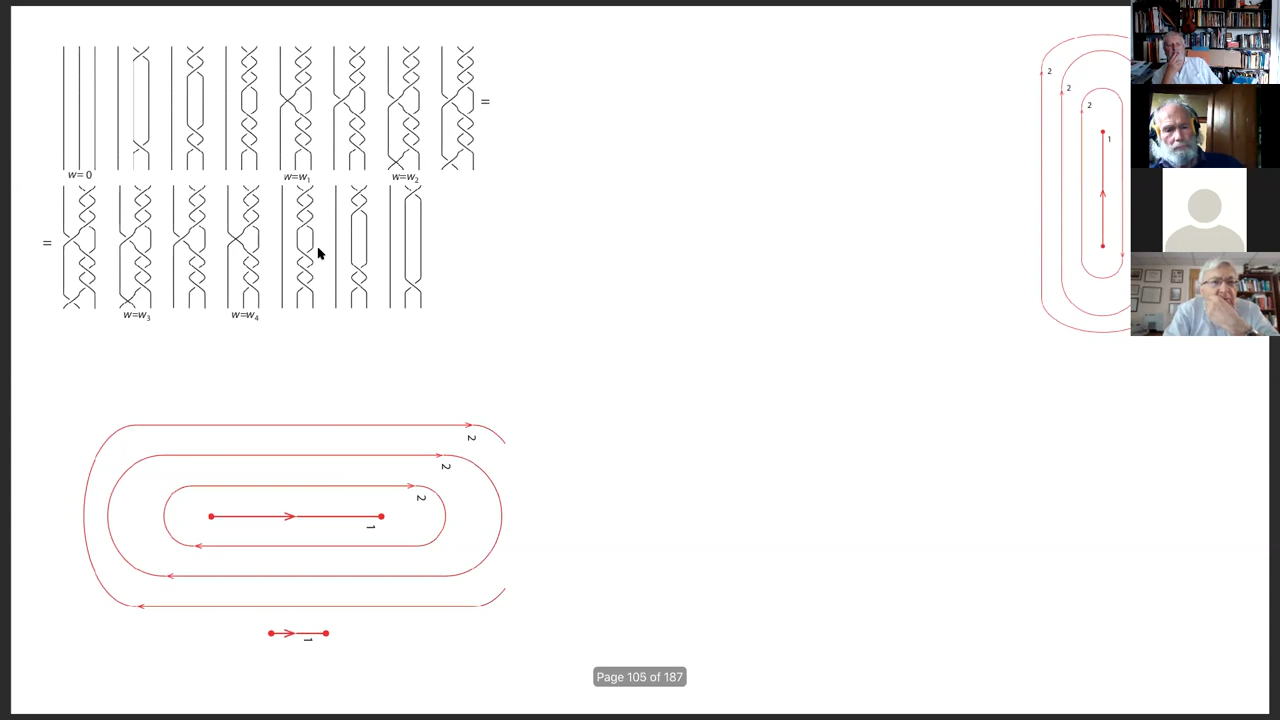 =
w= 0
w=w₁
w=w₂
=
w=w₃
w=w₄
2
2
2
1
2
2
2
1
1
Page 105 of 187